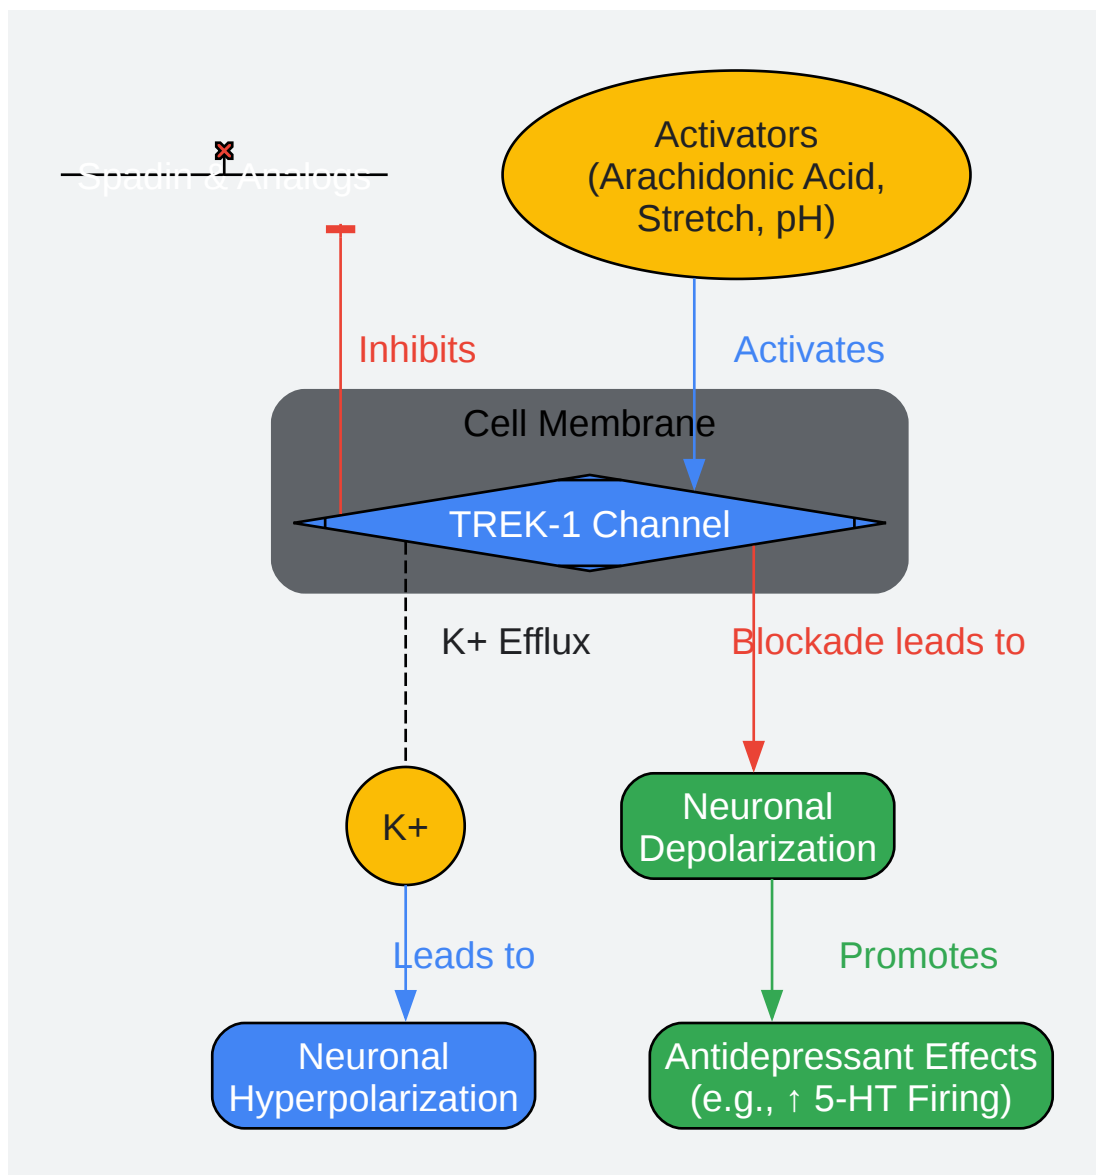 Spadin & Analogs
Activators
(Arachidonic Acid,
Stretch, pH)
Inhibits
Activates
Cell Membrane
TREK-1 Channel
K+ Efflux
Blockade leads to
K+
Neuronal
Depolarization
Leads to
Promotes
Neuronal
Hyperpolarization
Antidepressant Effects
(e.g., ↑ 5-HT Firing)